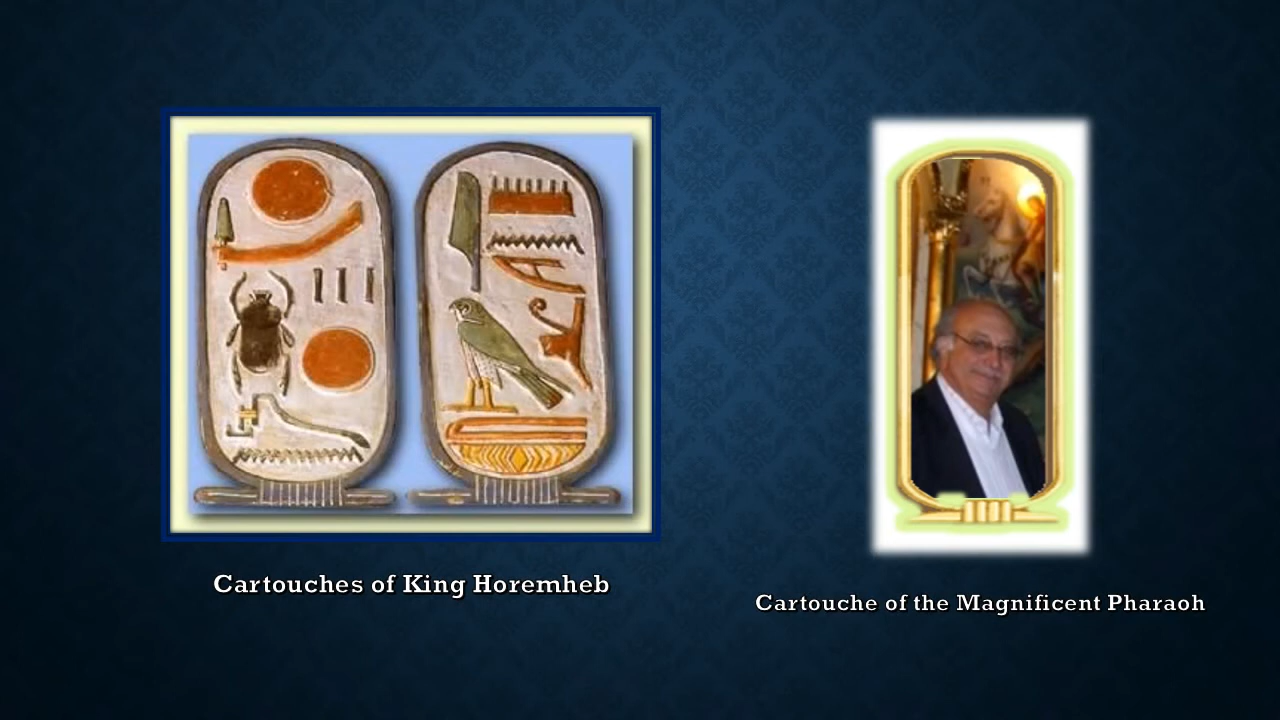 Cartouches of King Horemheb
Cartouche of the Magnificent Pharaoh